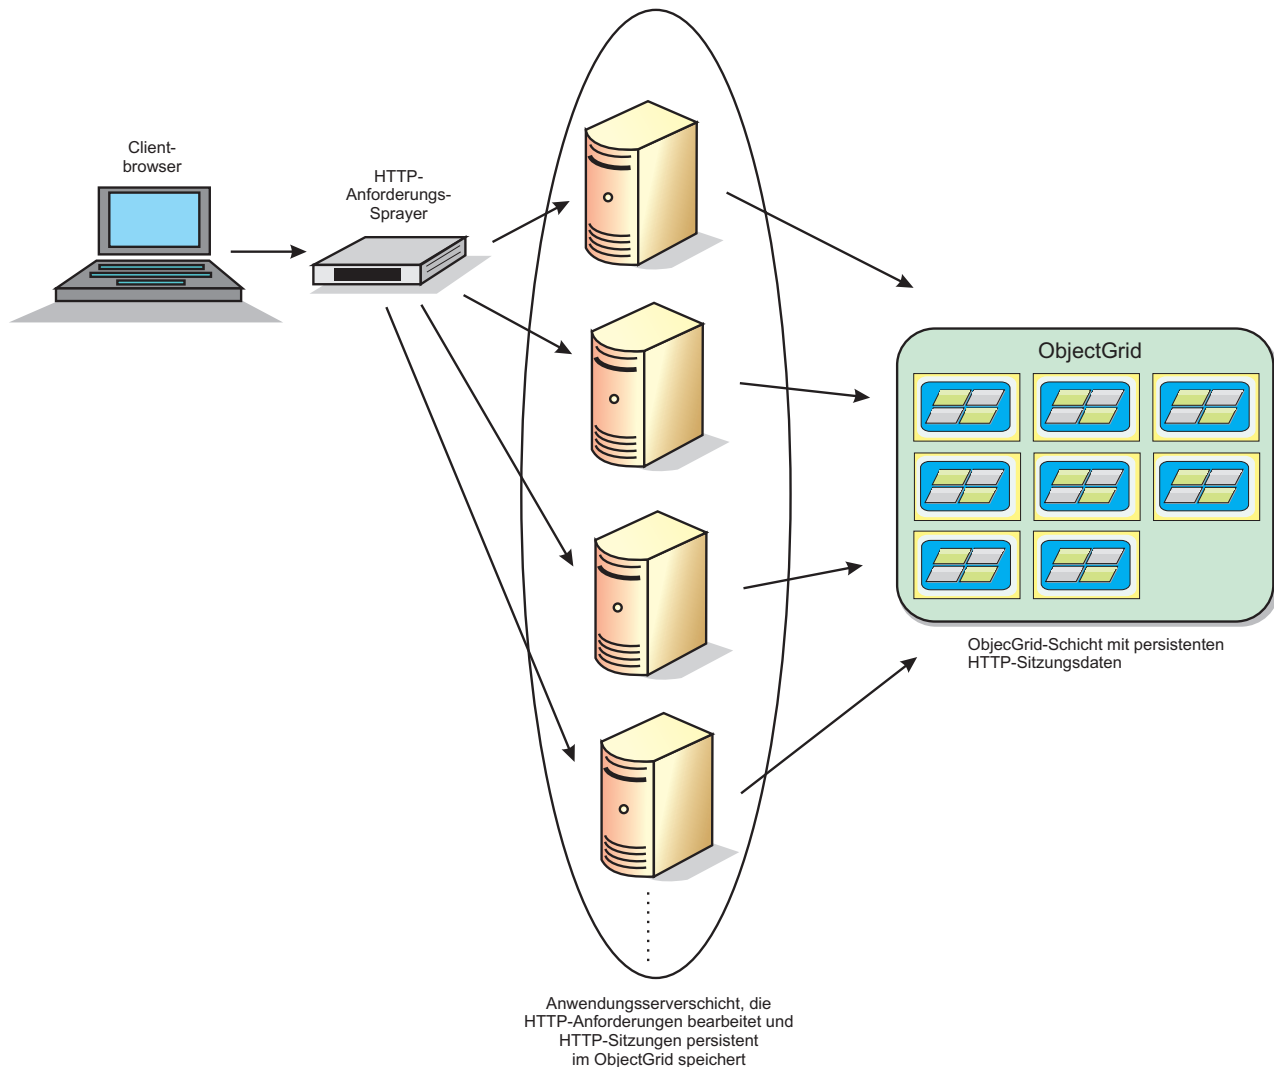 Client-
browser
HTTP-
Anforderungs-
Sprayer
ObjectGrid
ObjecGrid-Schicht mit persistenten
HTTP-Sitzungsdaten
Anwendungsserverschicht, die
HTTP-Anforderungen bearbeitet und
HTTP-Sitzungen persistent
im ObjectGrid speichert